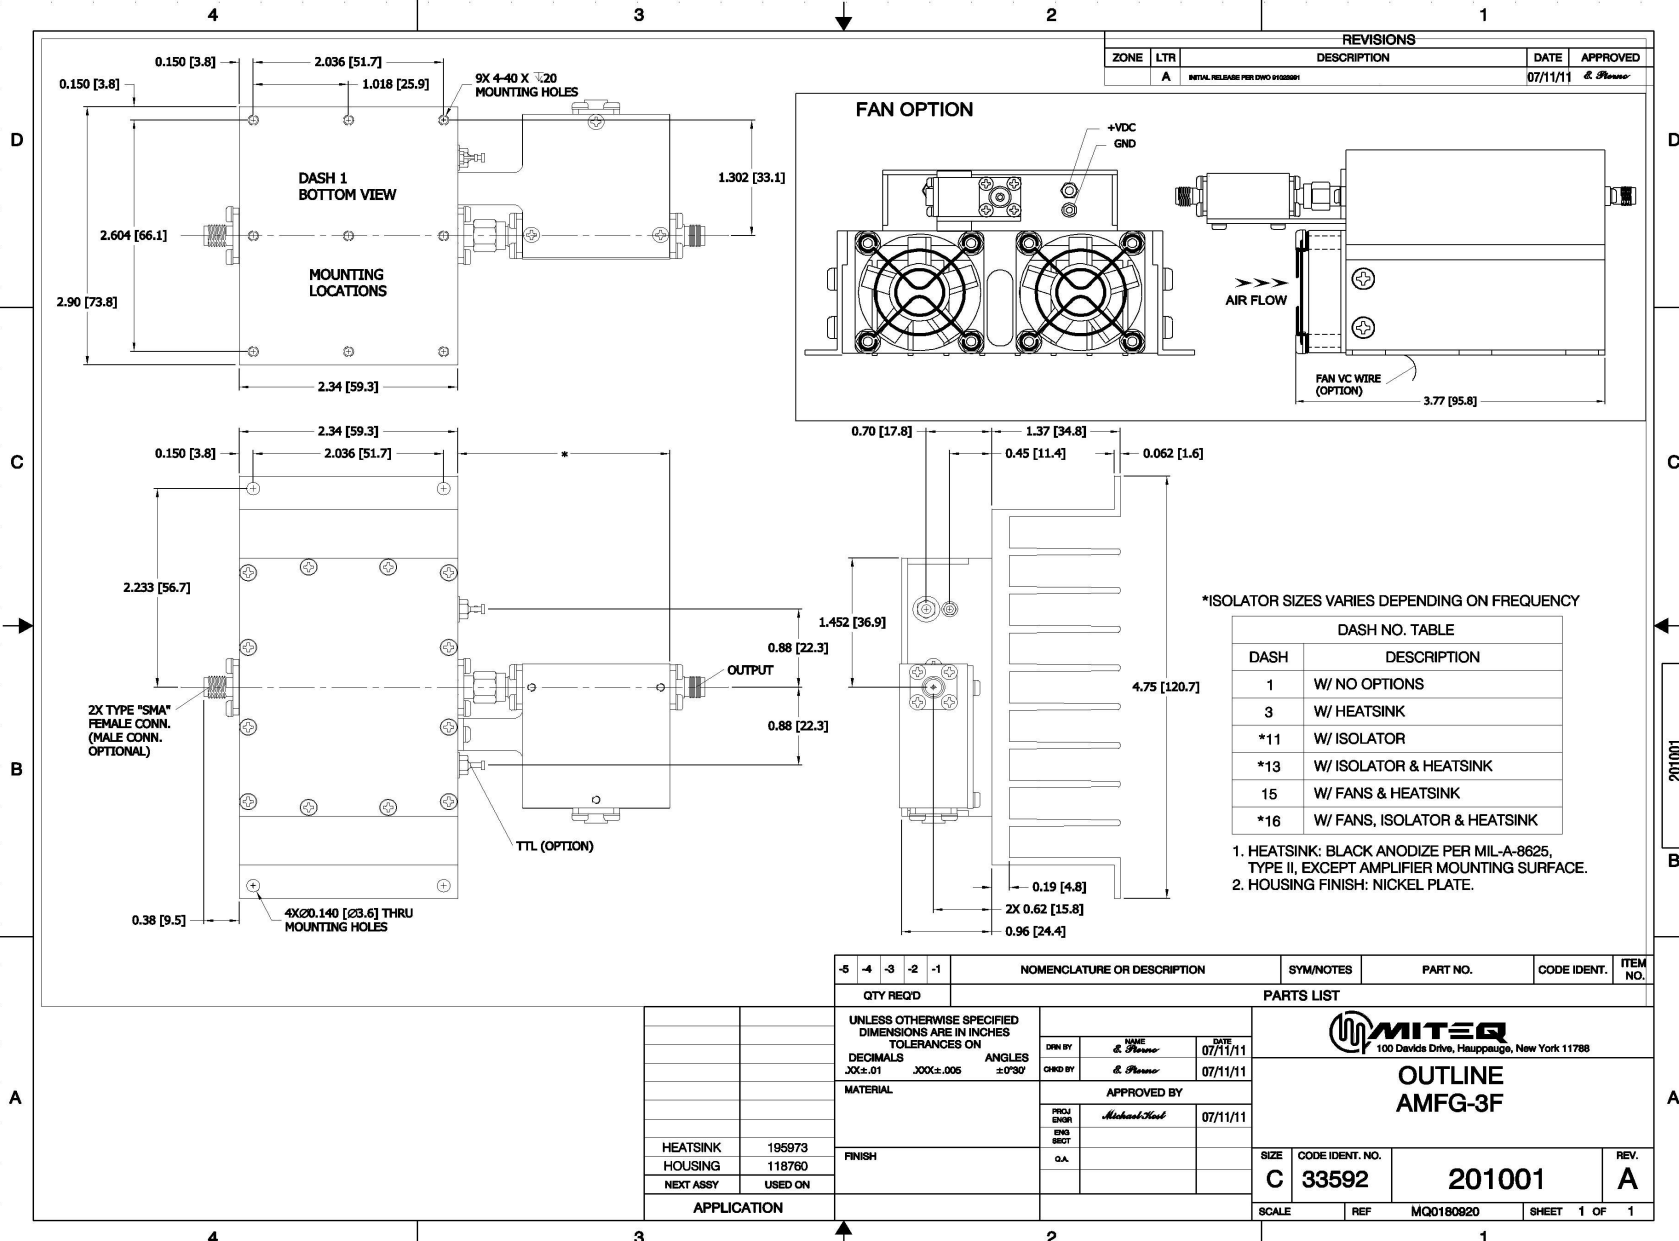 4 3 2 1
REVISIONS
ZONE LTR DESCRIPTION DATE APPROVED
A INITIAL RELEASE PER DWO 07/11/11
D D
0.150 [3.8]
2.036 [51.7]
0.150 [3.8]
1.018 [25.9]
9X 4-40 X ↧.20
MOUNTING HOLES
DASH 1
BOTTOM VIEW
1.302 [33.1]
2.604 [66.1]
MOUNTING
LOCATIONS
2.90 [73.8]
2.34 [59.3]
FAN OPTION
+VDC
GND
AIR FLOW
FAN VC WIRE
(OPTION)
3.77 [95.8]
C C
2.34 [59.3]
0.150 [3.8]
2.036 [51.7]
*
2.233 [56.7]
0.88 [22.3]
OUTPUT
0.88 [22.3]
2X TYPE "SMA"
FEMALE CONN.
(MALE CONN.
OPTIONAL)
TTL (OPTION)
0.38 [9.5]
4XØ0.140 [Ø3.6] THRU
MOUNTING HOLES
0.70 [17.8]
1.37 [34.8]
0.45 [11.4]
0.062 [1.6]
1.452 [36.9]
4.75 [120.7]
0.19 [4.8]
2X 0.62 [15.8]
0.96 [24.4]
*ISOLATOR SIZES VARIES DEPENDING ON FREQUENCY
DASH NO. TABLE
DASH DESCRIPTION
1 W/ NO OPTIONS
3 W/ HEATSINK
*11 W/ ISOLATOR
*13 W/ ISOLATOR & HEATSINK
15 W/ FANS & HEATSINK
*16 W/ FANS, ISOLATOR & HEATSINK
1. HEATSINK: BLACK ANODIZE PER MIL-A-8625,
TYPE II, EXCEPT AMPLIFIER MOUNTING SURFACE.
2. HOUSING FINISH: NICKEL PLATE.
201001
B B
-5 -4 -3 -2 -1 NOMENCLATURE OR DESCRIPTION SYM/NOTES PART NO. CODE IDENT. ITEM NO.
QTY REQ'D PARTS LIST
UNLESS OTHERWISE SPECIFIED
DIMENSIONS ARE IN INCHES
TOLERANCES ON
DECIMALS ANGLES
.XX±.01 .XXX±.005 ±0°30'
MATERIAL
FINISH
NAME DATE
DRN BY E. Sterno 07/11/11
CHKD BY E. Sterno 07/11/11
APPROVED BY
PROJ ENGR 07/11/11
ENG SECT
Q.A.
HEATSINK 195973
HOUSING 118760
NEXT ASSY USED ON
APPLICATION
MITEQ
100 Davids Drive, Hauppauge, New York 11788
OUTLINE
AMFG-3F
A A
SIZE CODE IDENT. NO. REV.
C 33592 201001 A
SCALE REF MQ0180920 SHEET 1 OF 1
4 3 2 1